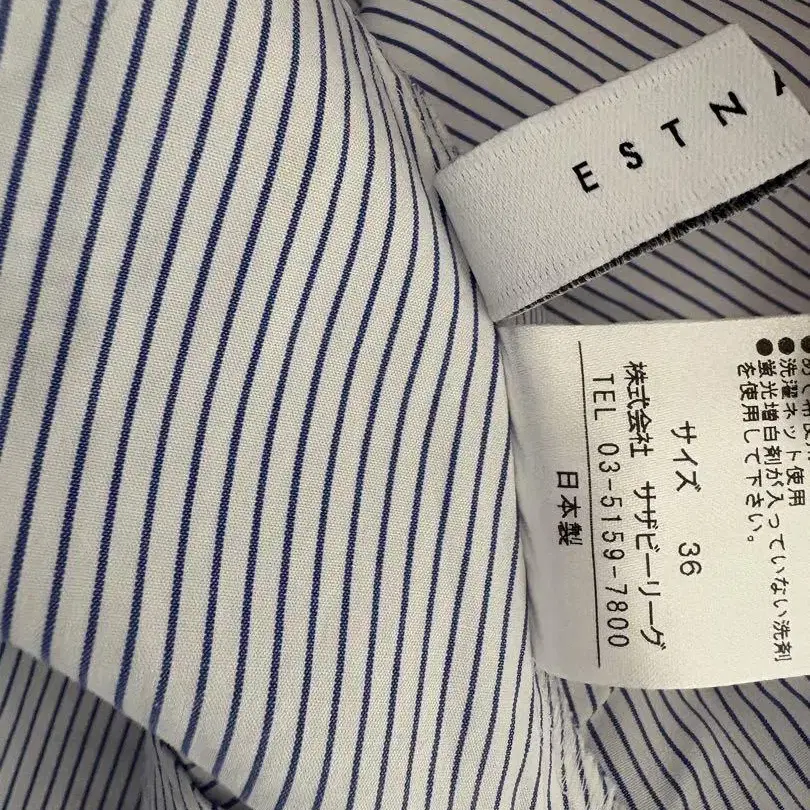 ESTN
洗濯ネット使用
蛍光増白剤が入っていない洗剤
を使用して下さい。
サイズ 36
株式会社 サザビーリーグ
TEL 03-5159-7800
日本製